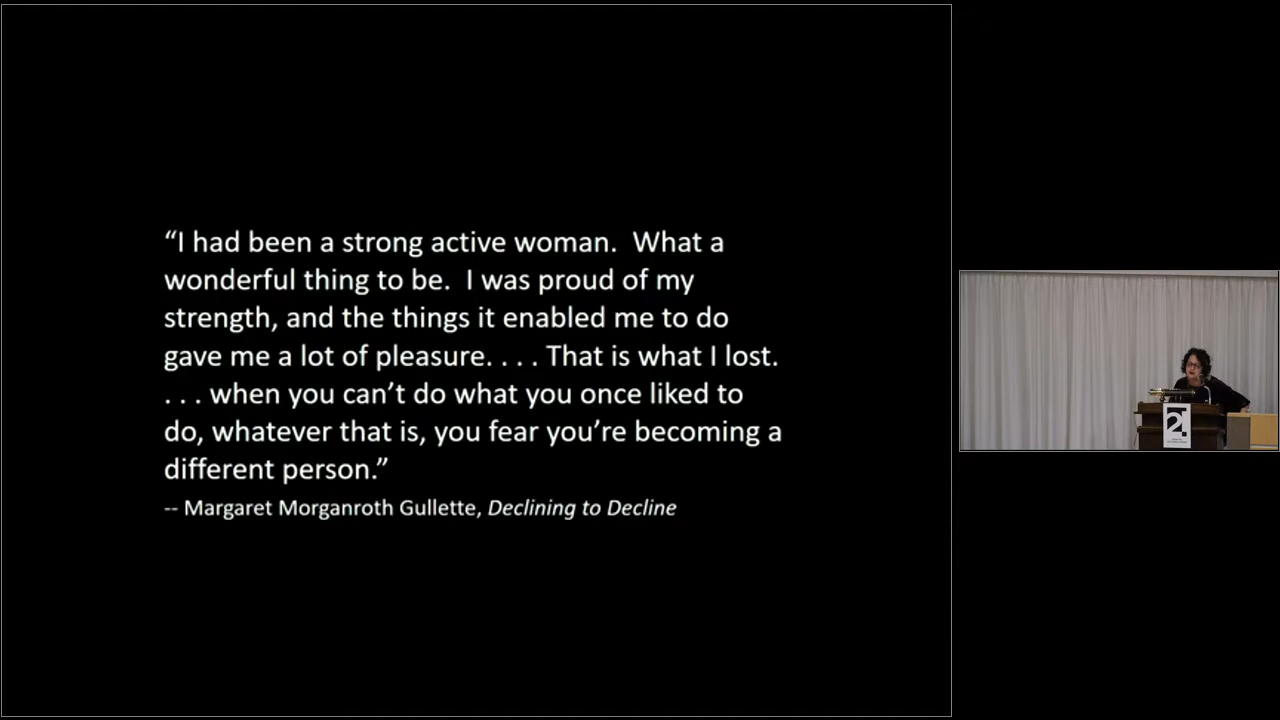 “I had been a strong active woman.  What a
wonderful thing to be.  I was proud of my
strength, and the things it enabled me to do
gave me a lot of pleasure. . . . That is what I lost.
. . . when you can’t do what you once liked to
do, whatever that is, you fear you’re becoming a
different person.”
-- Margaret Morganroth Gullette, Declining to Decline
21